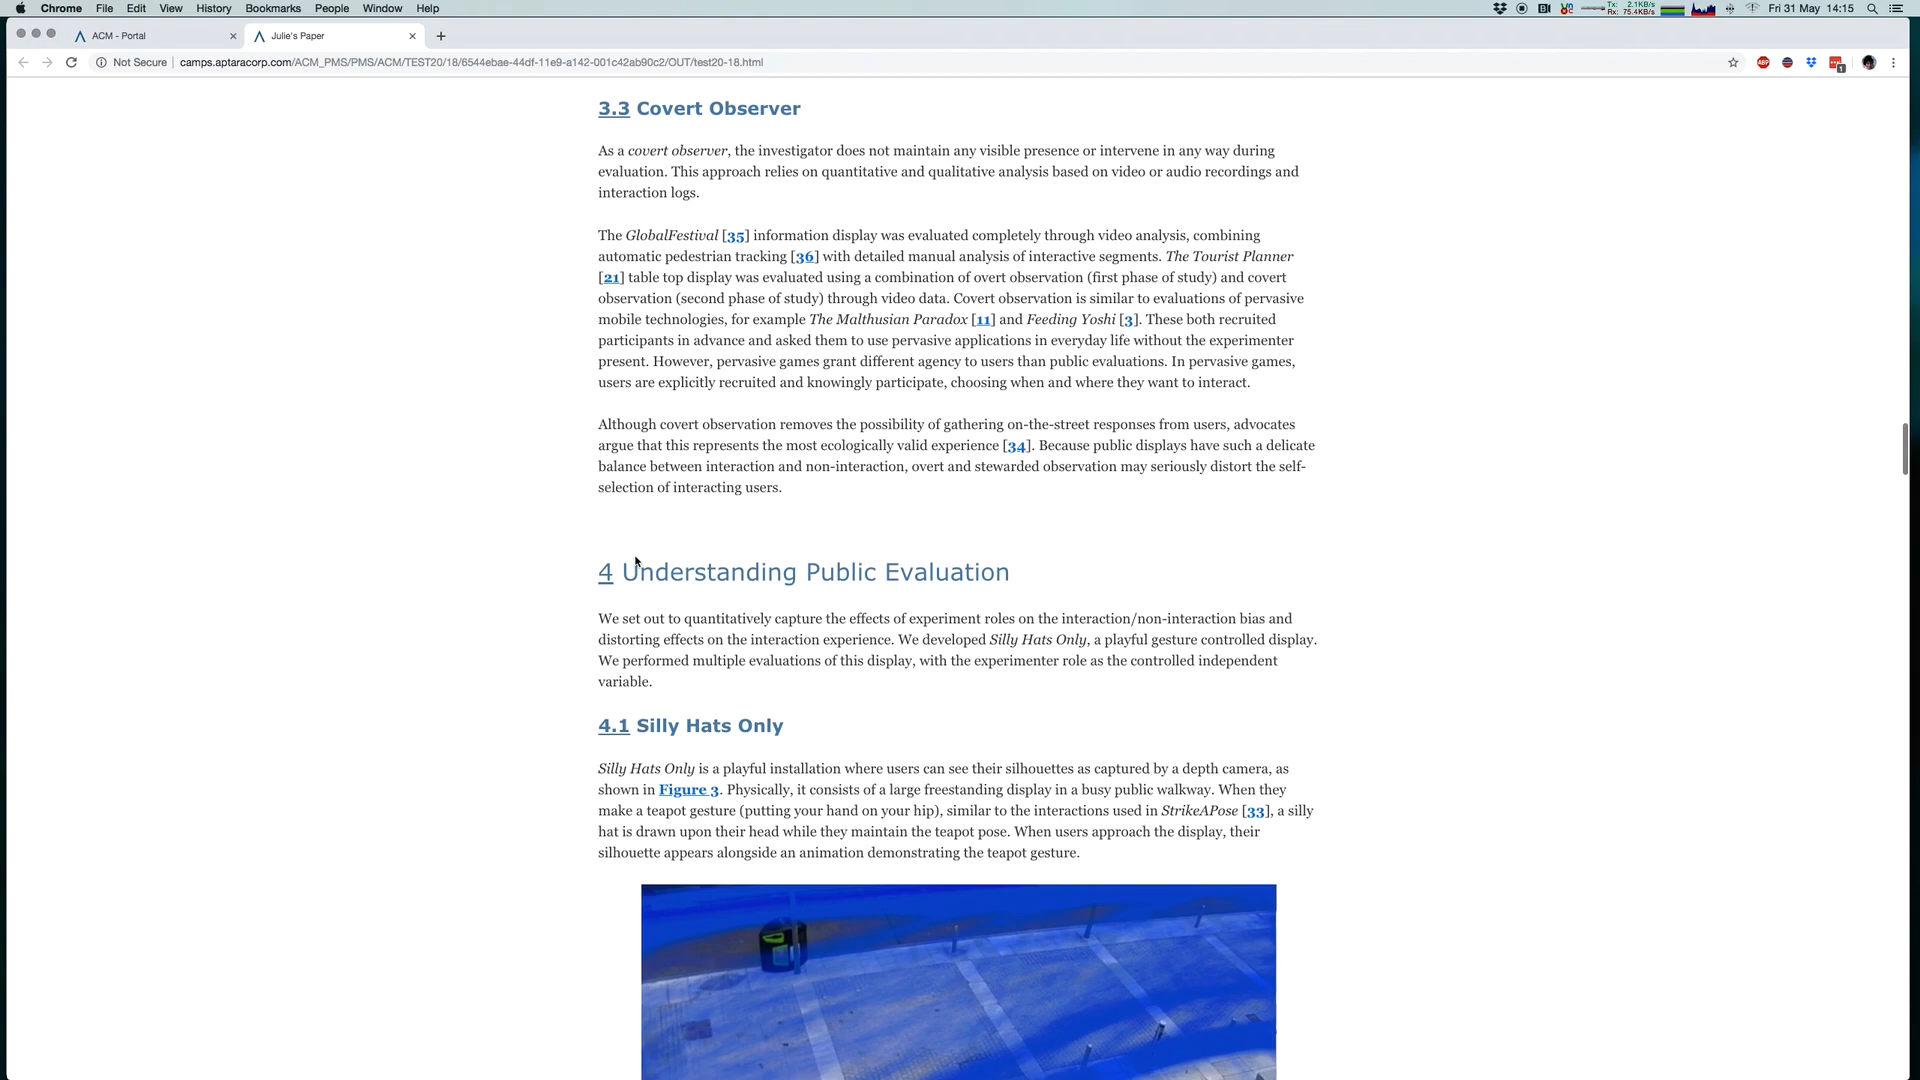 Chrome File Edit View History Bookmarks People Window Help
Tx: 2.1KB/s
Rx: 75.4KB/s
Fri 31 May 14:15
ACM - Portal
Julie's Paper
Not Secure | camps.aptaracorp.com/ACM_PMS/PMS/ACM/TEST20/18/6544ebae-44df-11e9-a142-001c42ab90c2/OUT/test20-18.html
ABP
1
3.3 Covert Observer
As a covert observer, the investigator does not maintain any visible presence or intervene in any way during
evaluation. This approach relies on quantitative and qualitative analysis based on video or audio recordings and
interaction logs.
The GlobalFestival [35] information display was evaluated completely through video analysis, combining
automatic pedestrian tracking [36] with detailed manual analysis of interactive segments. The Tourist Planner
[21] table top display was evaluated using a combination of overt observation (first phase of study) and covert
observation (second phase of study) through video data. Covert observation is similar to evaluations of pervasive
mobile technologies, for example The Malthusian Paradox [11] and Feeding Yoshi [3]. These both recruited
participants in advance and asked them to use pervasive applications in everyday life without the experimenter
present. However, pervasive games grant different agency to users than public evaluations. In pervasive games,
users are explicitly recruited and knowingly participate, choosing when and where they want to interact.
Although covert observation removes the possibility of gathering on-the-street responses from users, advocates
argue that this represents the most ecologically valid experience [34]. Because public displays have such a delicate
balance between interaction and non-interaction, overt and stewarded observation may seriously distort the self-
selection of interacting users.
4 Understanding Public Evaluation
We set out to quantitatively capture the effects of experiment roles on the interaction/non-interaction bias and
distorting effects on the interaction experience. We developed Silly Hats Only, a playful gesture controlled display.
We performed multiple evaluations of this display, with the experimenter role as the controlled independent
variable.
4.1 Silly Hats Only
Silly Hats Only is a playful installation where users can see their silhouettes as captured by a depth camera, as
shown in Figure 3. Physically, it consists of a large freestanding display in a busy public walkway. When they
make a teapot gesture (putting your hand on your hip), similar to the interactions used in StrikeAPose [33], a silly
hat is drawn upon their head while they maintain the teapot pose. When users approach the display, their
silhouette appears alongside an animation demonstrating the teapot gesture.